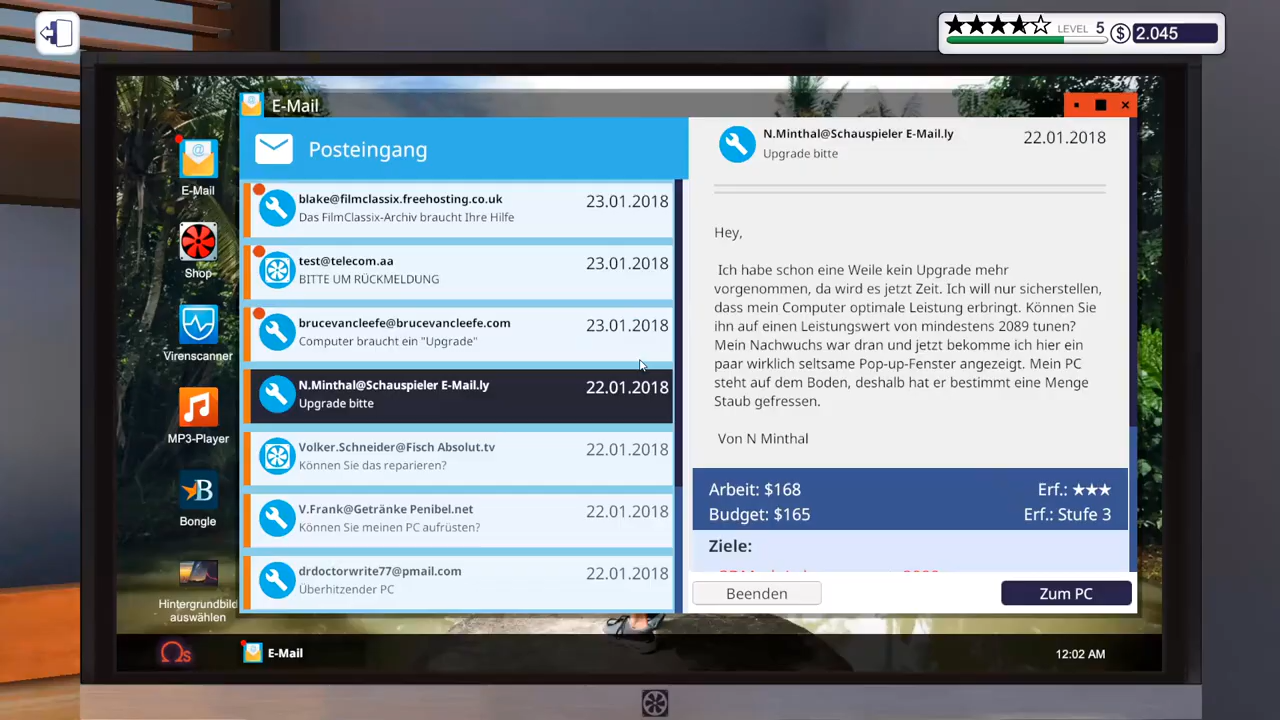 LEVEL 5
$ 2.045
E-Mail
Posteingang
blake@filmclassix.freehosting.co.uk
23.01.2018
Das FilmClassix-Archiv braucht Ihre Hilfe
test@telecom.aa
23.01.2018
BITTE UM RÜCKMELDUNG
brucevancleefe@brucevancleefe.com
23.01.2018
Computer braucht ein "Upgrade"
N.Minthal@Schauspieler E-Mail.ly
22.01.2018
Upgrade bitte
Volker.Schneider@Fisch Absolut.tv
22.01.2018
Können Sie das reparieren?
V.Frank@Getränke Penibel.net
22.01.2018
Können Sie meinen PC aufrüsten?
drdoctorwrite77@pmail.com
22.01.2018
Überhitzender PC
N.Minthal@Schauspieler E-Mail.ly
22.01.2018
Upgrade bitte
Hey,
Ich habe schon eine Weile kein Upgrade mehr
vorgenommen, da wird es jetzt Zeit. Ich will nur sicherstellen,
dass mein Computer optimale Leistung erbringt. Können Sie
ihn auf einen Leistungswert von mindestens 2089 tunen?
Mein Nachwuchs war dran und jetzt bekomme ich hier ein
paar wirklich seltsame Pop-up-Fenster angezeigt. Mein PC
steht auf dem Boden, deshalb hat er bestimmt eine Menge
Staub gefressen.
Von N Minthal
Arbeit: $168
Erf.: ★★★
Budget: $165
Erf.: Stufe 3
Ziele:
Beenden
Zum PC
E-Mail
Shop
Virenscanner
MP3-Player
B
Bongle
Hintergrundbild
auswählen
Ωs
E-Mail
12:02 AM